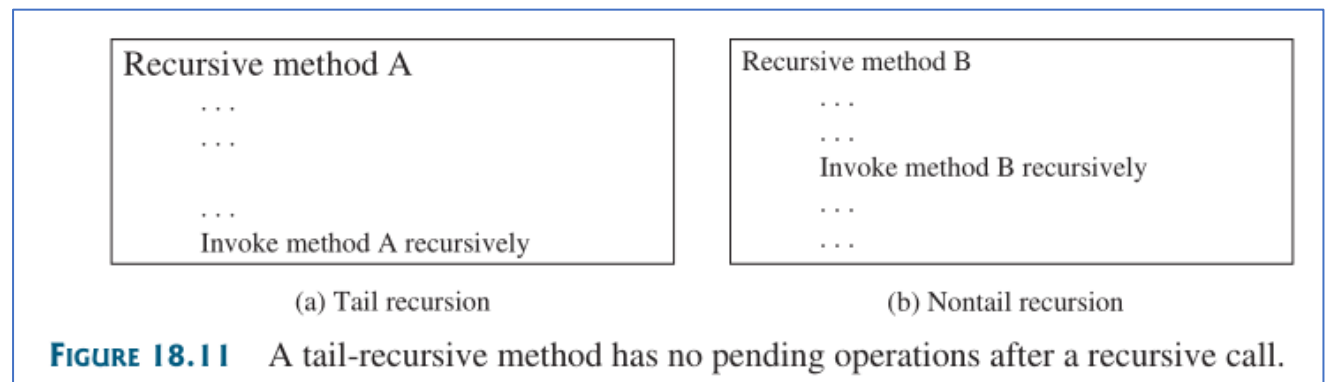 Recursive method A
. . .
. . .
. . .
Invoke method A recursively
(a) Tail recursion
Recursive method B
. . .
. . .
Invoke method B recursively
. . .
. . .
(b) Nontail recursion
FIGURE 18.11 A tail-recursive method has no pending operations after a recursive call.